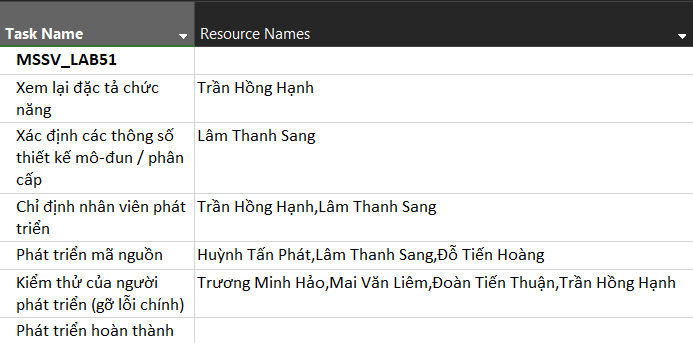 Task Name Resource Names
MSSV_LAB51
Xem lại đặc tả chức Trần Hồng Hạnh
năng
Xác định các thông số Lâm Thanh Sang
thiết kế mô-đun / phân
cấp
Chỉ định nhân viên phát Trần Hồng Hạnh,Lâm Thanh Sang
triển
Phát triển mã nguồn Huỳnh Tấn Phát,Lâm Thanh Sang,Đỗ Tiến Hoàng
Kiểm thử của người Trương Minh Hảo,Mai Văn Liêm,Đoàn Tiến Thuận,Trần Hồng Hạnh
phát triển (gỡ lỗi chính)
Phát triển hoàn thành